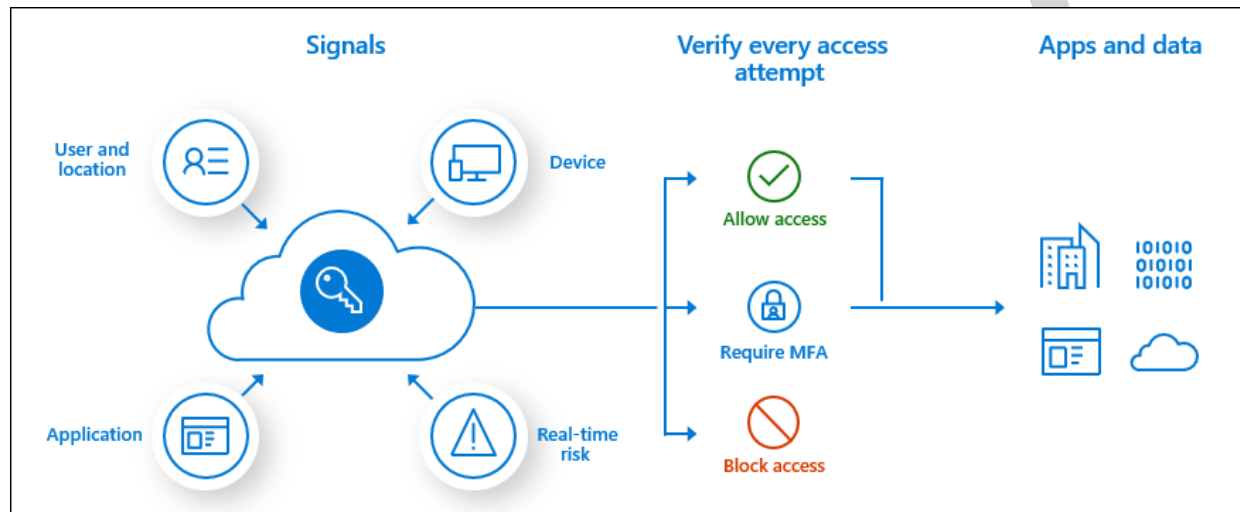 Signals
Verify every access
attempt
Apps and data
User and
location
Device
Allow access
101010
010101
101010
Require MFA
Application
Real-time
risk
Block access